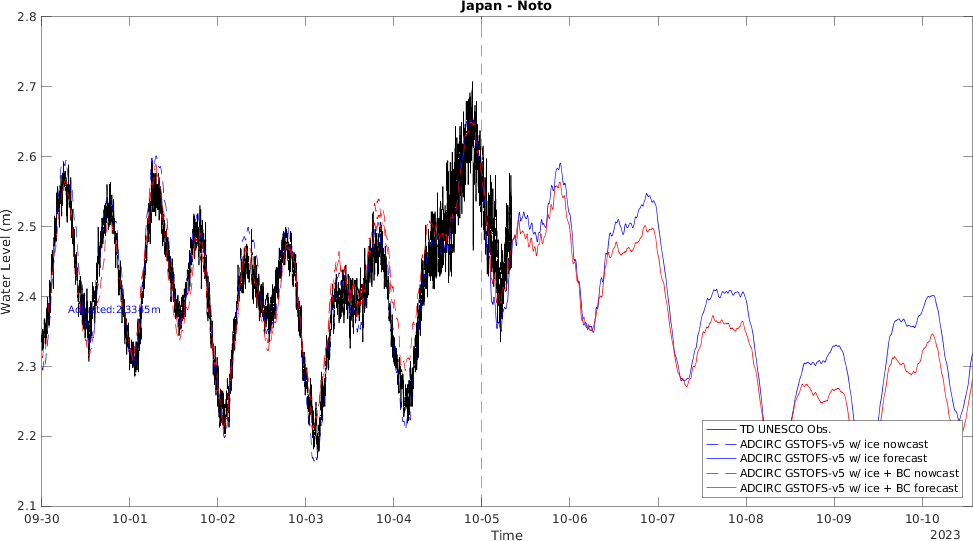 Japan - Noto
2.8
2.7
2.6
2.5
2.4
2.3
2.2
2.1
Water Level (m)
Adjusted:2.3365m
TD UNESCO Obs.
ADCIRC GSTOFS-v5 w/ ice nowcast
ADCIRC GSTOFS-v5 w/ ice forecast
ADCIRC GSTOFS-v5 w/ ice + BC nowcast
ADCIRC GSTOFS-v5 w/ ice + BC forecast
09-30 10-01 10-02 10-03 10-04 10-05 10-06 10-07 10-08 10-09 10-10
Time
2023